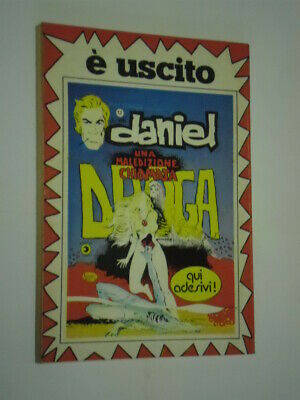 è uscito
daniel
UNA
MALEDIZIONE
CHIAMATA
DROGA
qui
adesivi!